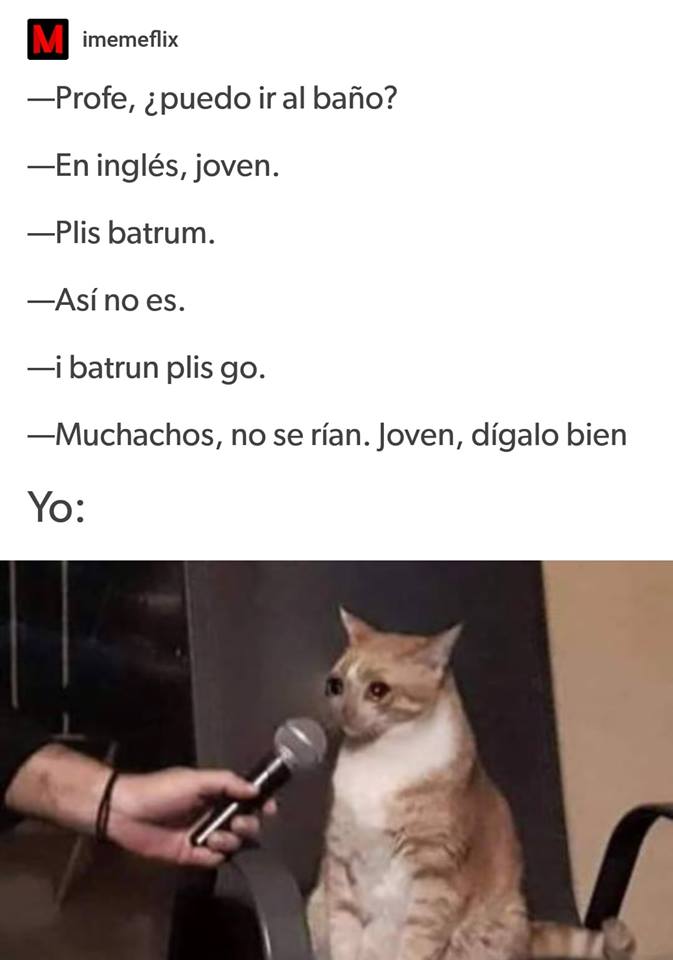 M imemeflix
—Profe, ¿puedo ir al baño?
—En inglés, joven.
—Plis batrum.
—Así no es.
—i batrun plis go.
—Muchachos, no se rían. Joven, dígalo bien
Yo: